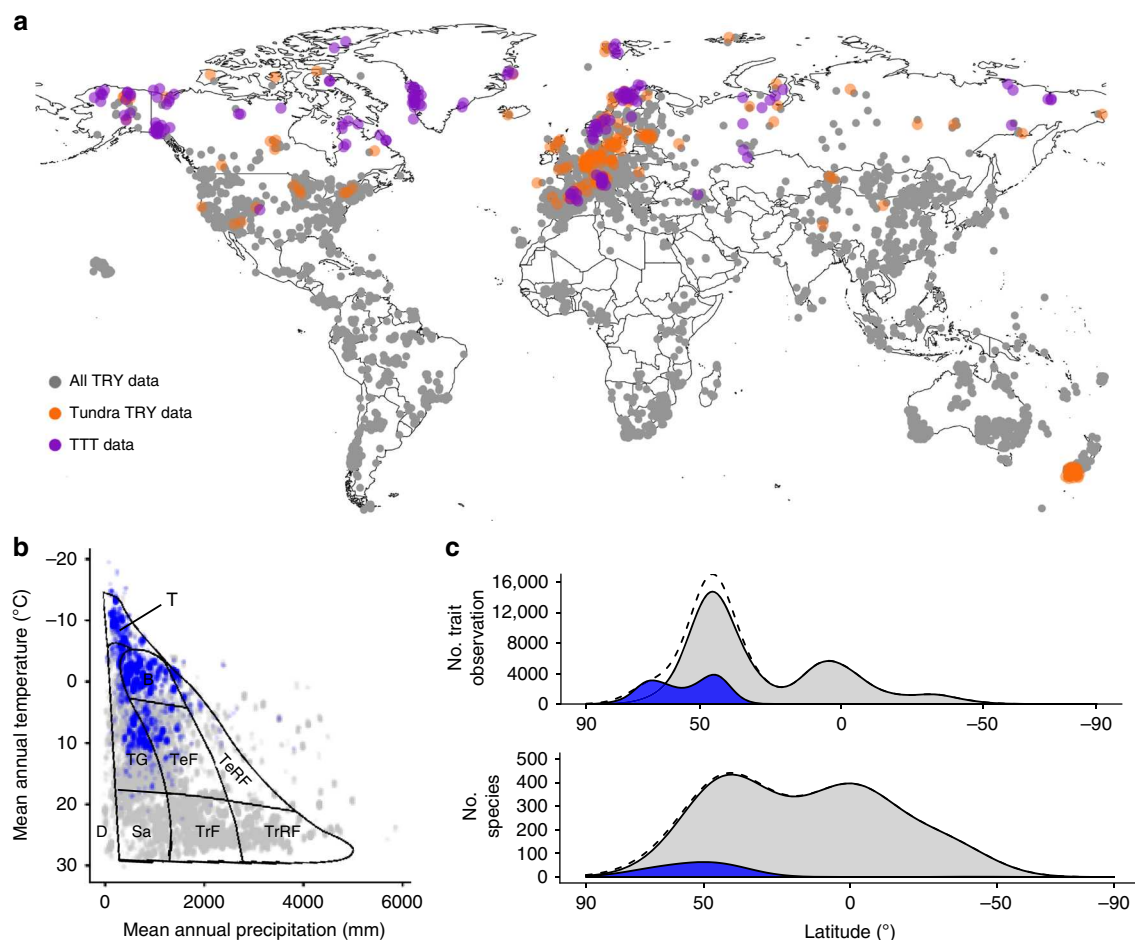 a
All TRY data
Tundra TRY data
TTT data
b
Mean annual temperature (°C)
–20
–10
0
10
20
30
T
B
TG
TeF
TeRF
D
Sa
TrF
TrRF
0
2000
4000
6000
Mean annual precipitation (mm)
c
No. trait
observation
16,000
12,000
8000
4000
0
90
50
0
–50
–90
No.
species
500
400
300
200
100
0
90
50
0
–50
–90
Latitude (°)